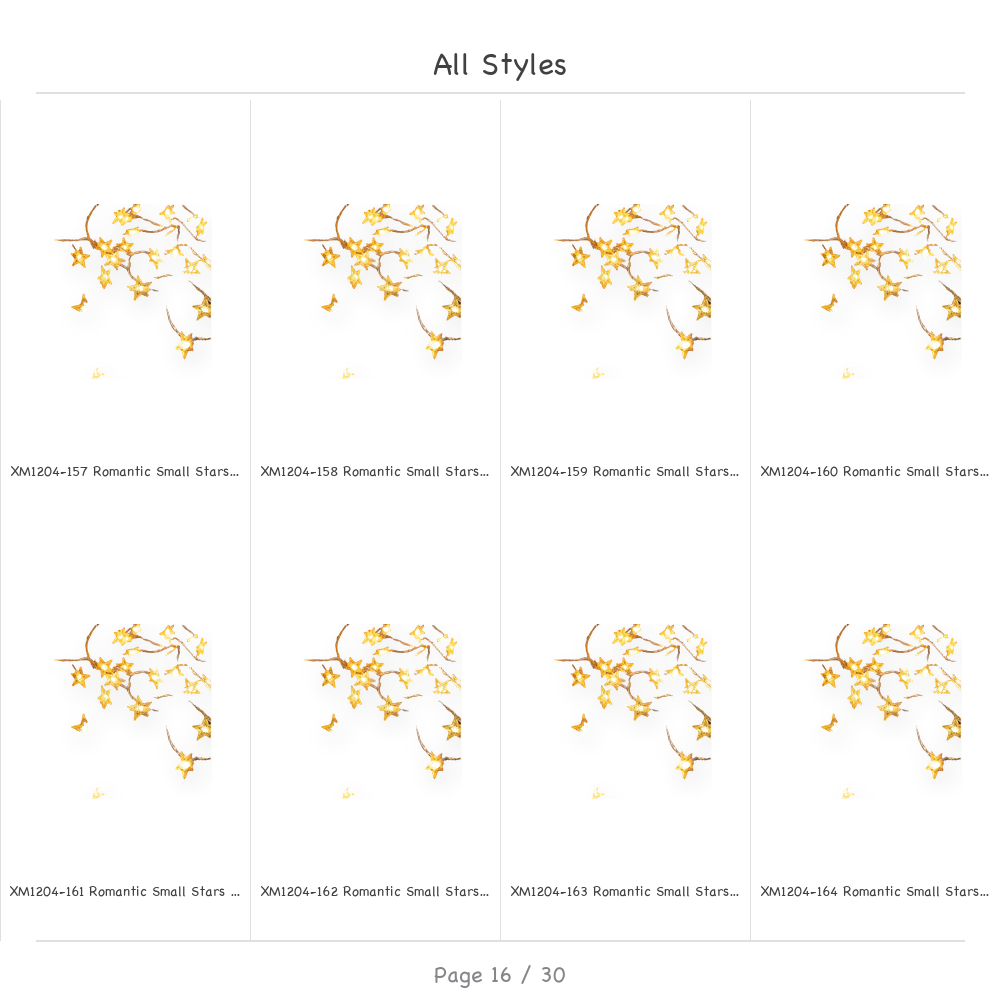 All Styles
XM1204-157 Romantic Small Stars...
XM1204-158 Romantic Small Stars...
XM1204-159 Romantic Small Stars...
XM1204-160 Romantic Small Stars...
XM1204-161 Romantic Small Stars ...
XM1204-162 Romantic Small Stars...
XM1204-163 Romantic Small Stars...
XM1204-164 Romantic Small Stars...
Page 16 / 30